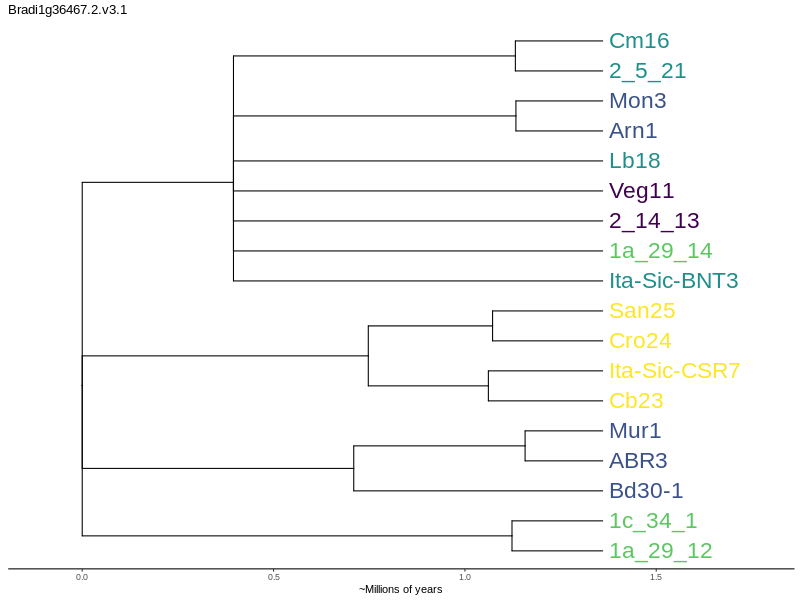 Bradi1g36467.2.v3.1
Cm16
2_5_21
Mon3
Arn1
Lb18
Veg11
2_14_13
1a_29_14
Ita-Sic-BNT3
San25
Cro24
Ita-Sic-CSR7
Cb23
Mur1
ABR3
Bd30-1
1c_34_1
1a_29_12
0.0 0.5 1.0 1.5
~Millions of years